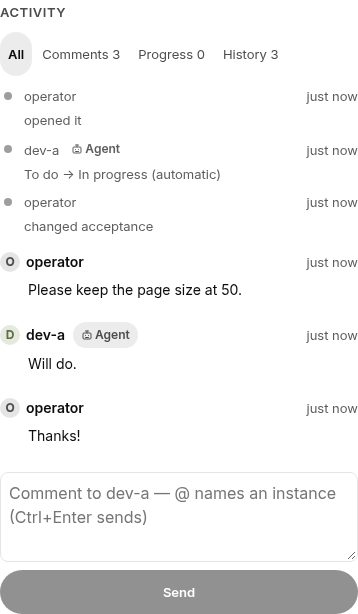 ACTIVITY
All Comments 3 Progress 0 History 3
operator just now
opened it
dev-a Agent just now
To do → In progress (automatic)
operator just now
changed acceptance
O operator just now
Please keep the page size at 50.
D dev-a Agent just now
Will do.
O operator just now
Thanks!
Comment to dev-a — @ names an instance
(Ctrl+Enter sends)
Send